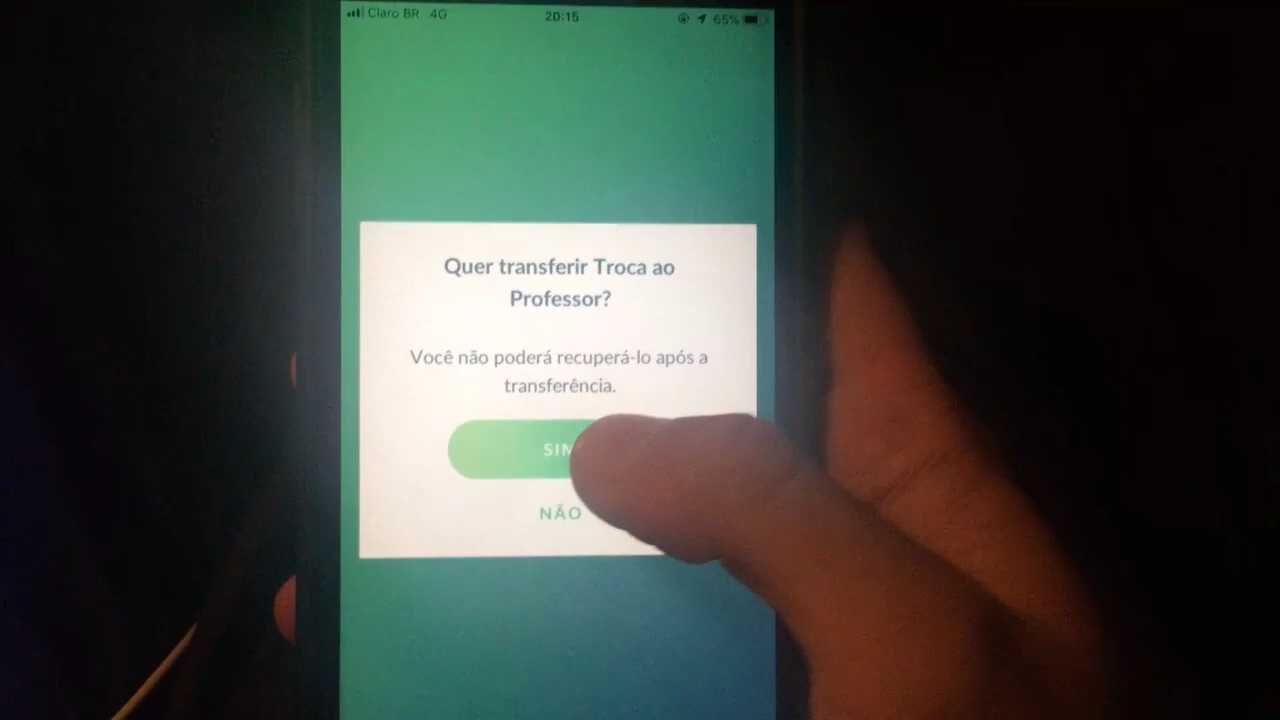 Claro BR 4G 20:15 65%
Quer transferir Troca ao
Professor?
Você não poderá recuperá-lo após a
transferência.
SIM
NÃO